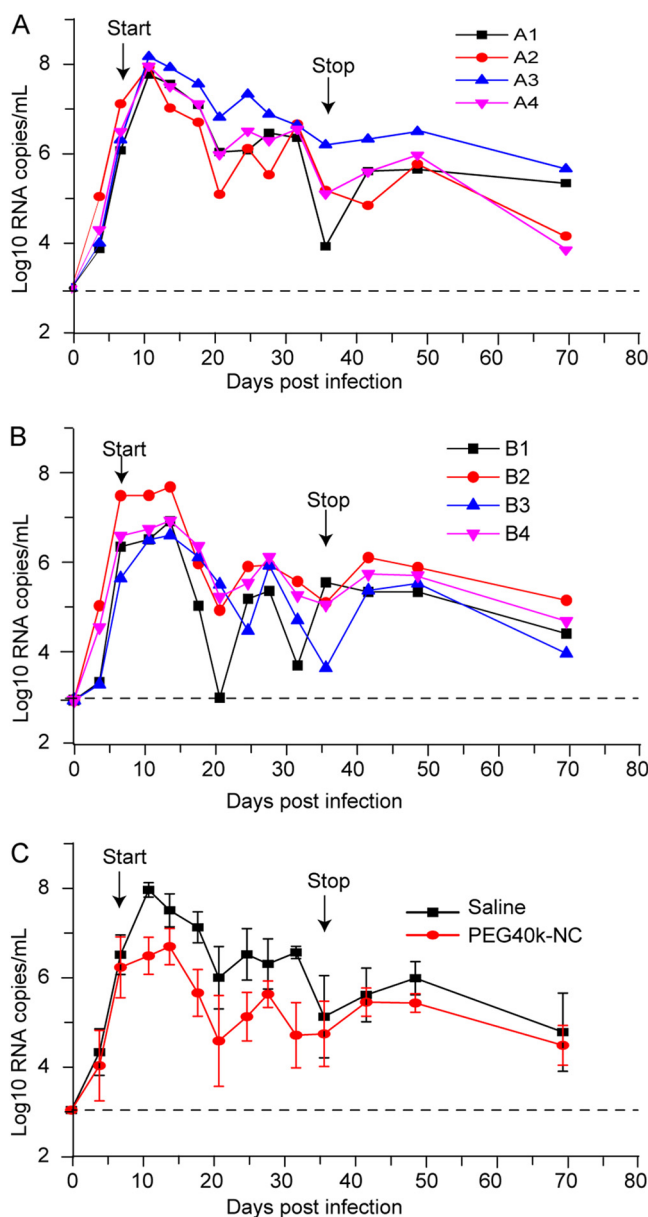 A
Start
Stop
A1
A2
A3
A4
Log10 RNA copies/mL
8
6
4
2
0 10 20 30 40 50 60 70 80
Days post infection
B
Start
Stop
B1
B2
B3
B4
Log10 RNA copies/mL
8
6
4
2
0 10 20 30 40 50 60 70 80
Days post infection
C
Start
Stop
Saline
PEG40k-NC
Log10 RNA copies/mL
8
6
4
2
0 10 20 30 40 50 60 70 80
Days post infection